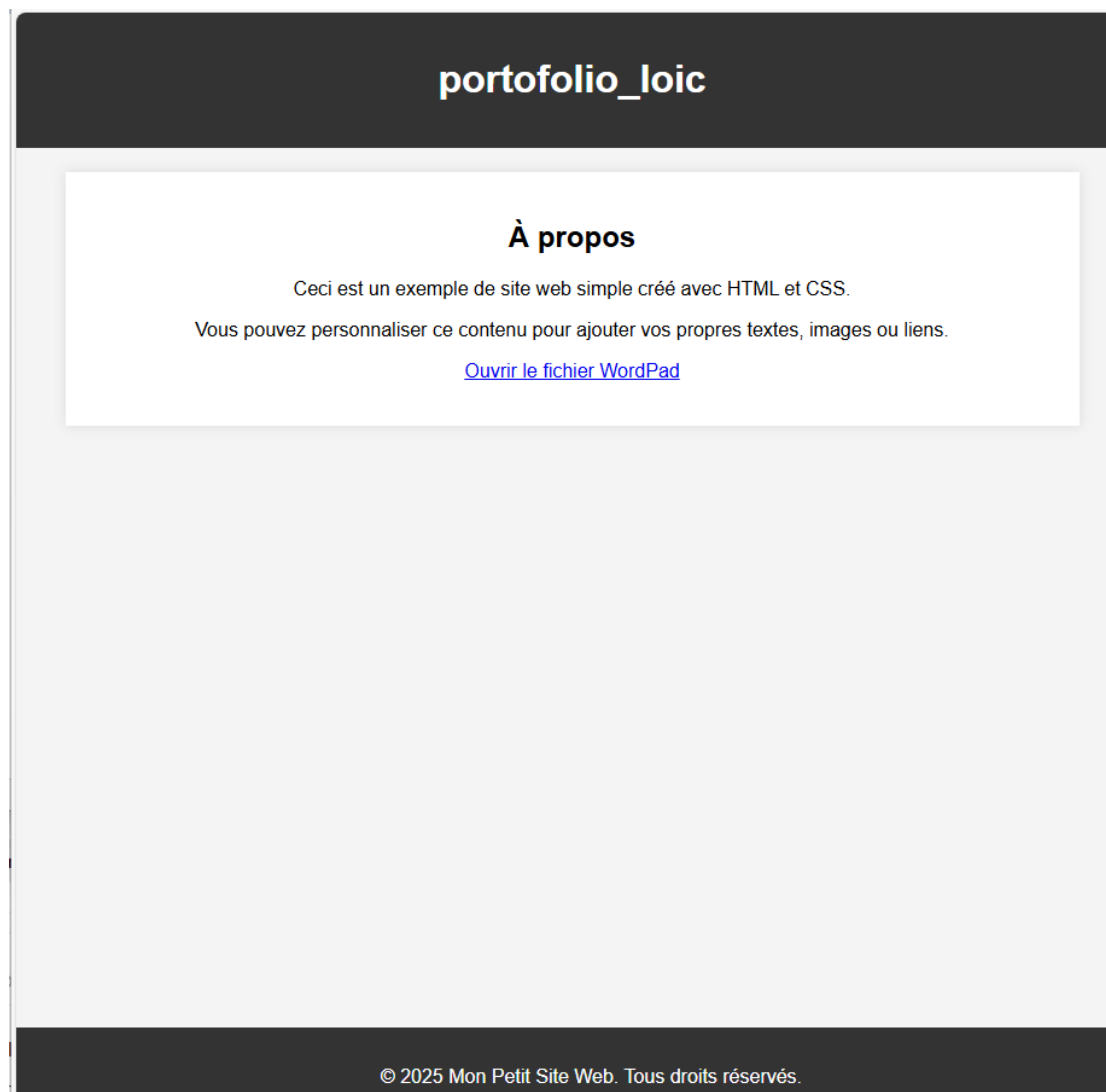 portofolio_loic
À propos
Ceci est un exemple de site web simple créé avec HTML et CSS.
Vous pouvez personnaliser ce contenu pour ajouter vos propres textes, images ou liens.
Ouvrir le fichier WordPad
© 2025 Mon Petit Site Web. Tous droits réservés.